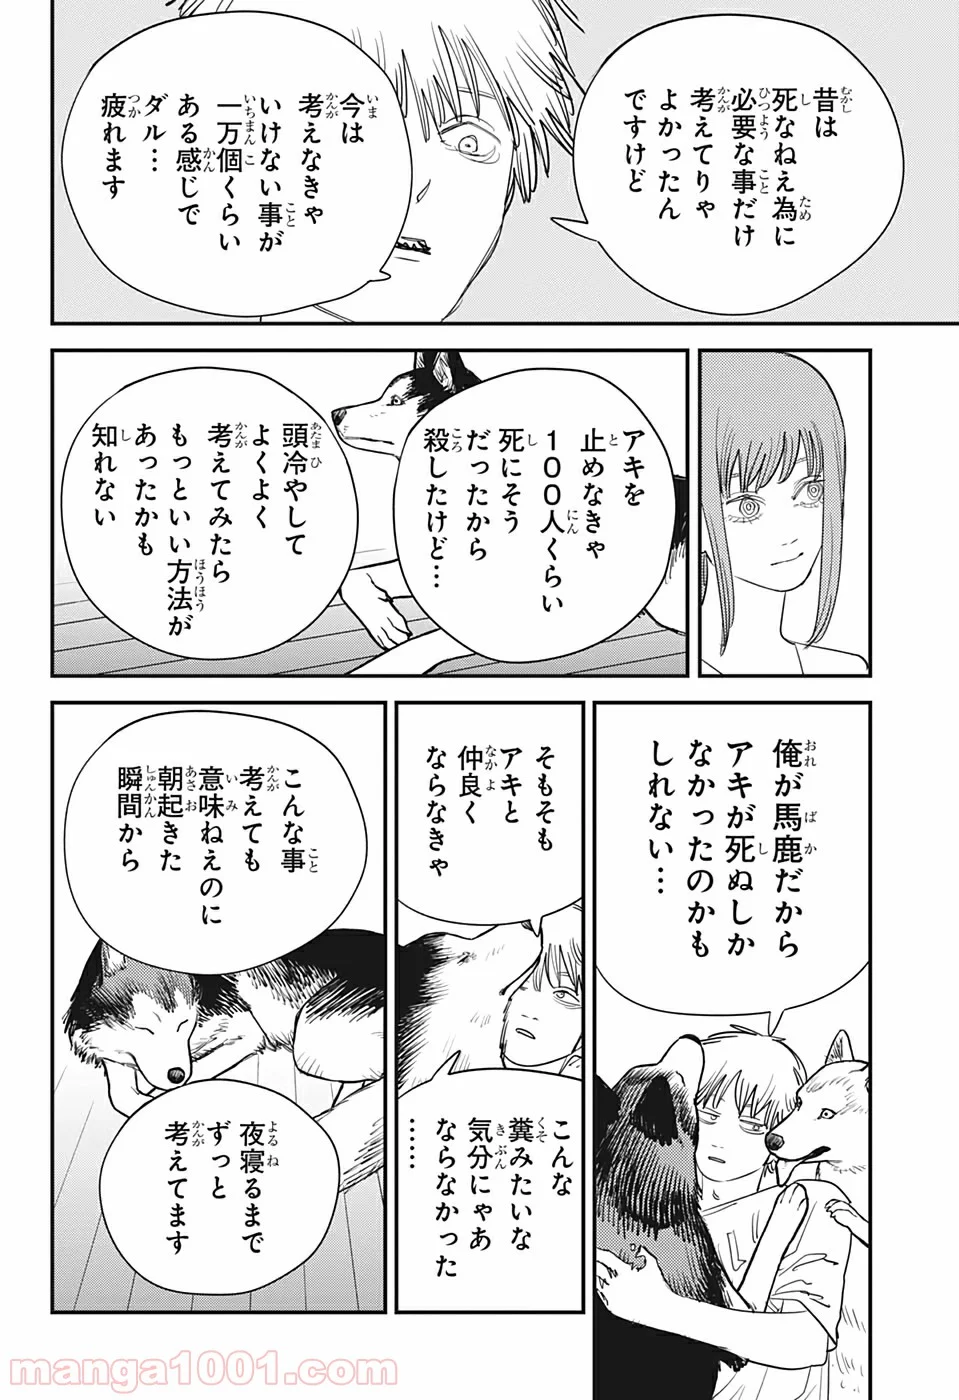 昔は
死なねえ為に
必要な事だけ
考えてりゃ
よかったん
ですけど
今は
考えなきゃ
いけない事が
一万個くらい
ある感じで
ダル…
疲れます
アキを
止めなきゃ
100人くらい
死にそう
だったから
殺したけど…
頭冷やして
よくよく
考えてみたら
もっといい方法が
あったかも
知れない
俺が馬鹿だから
アキが死ぬしか
なかったのかも
しれない…
そもそも
アキと
仲良く
ならなきゃ
こんな
糞みたいな
気分にゃあ
ならなかった
……
こんな事
考えても
意味ねえのに
朝起きた
瞬間から
夜寝るまで
ずっと
考えてます
manga1001.com